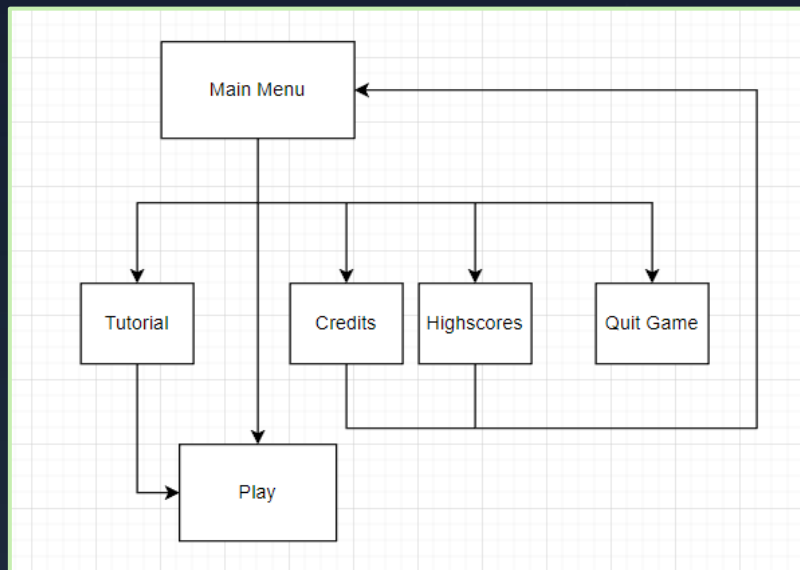 Main Menu
Tutorial
Credits
Highscores
Quit Game
Play